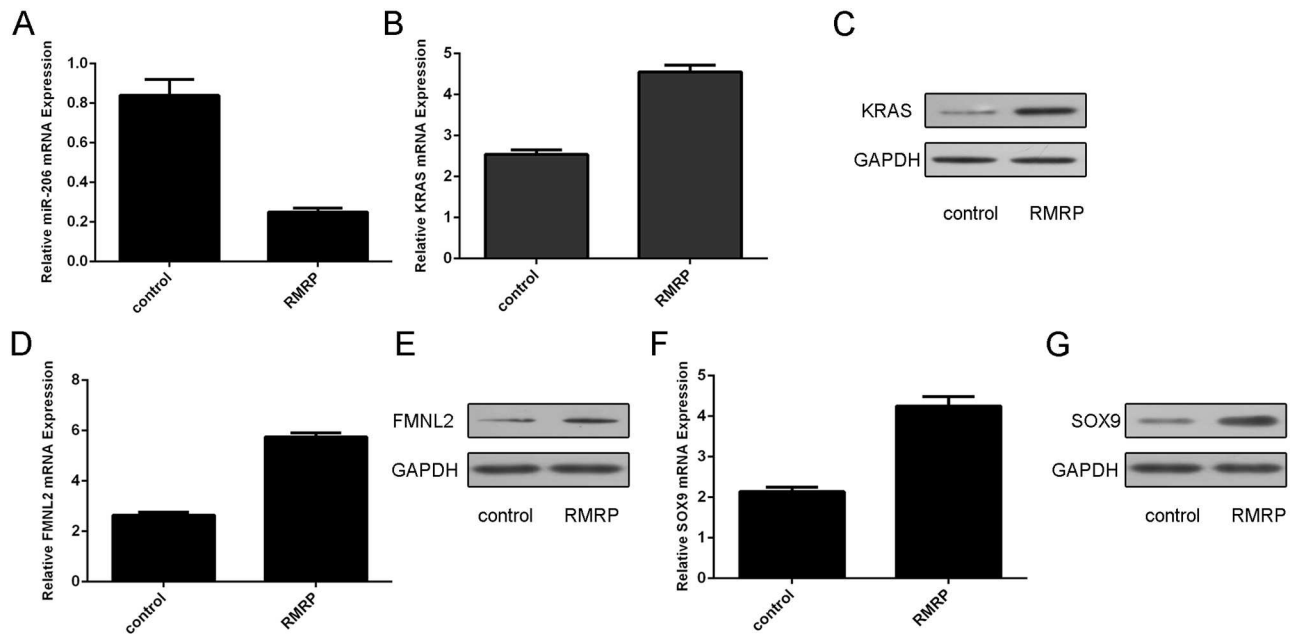 A
Relative miR-206 mRNA Expression
1.0
0.8
0.6
0.4
0.2
0.0
control
RMRP
B
Relative KRAS mRNA Expression
5
4
3
2
1
0
control
RMRP
C
KRAS
GAPDH
control RMRP
D
Relative FMNL2 mRNA Expression
8
6
4
2
0
control
RMRP
E
FMNL2
GAPDH
control RMRP
F
Relative SOX9 mRNA Expression
5
4
3
2
1
0
control
RMRP
G
SOX9
GAPDH
control RMRP